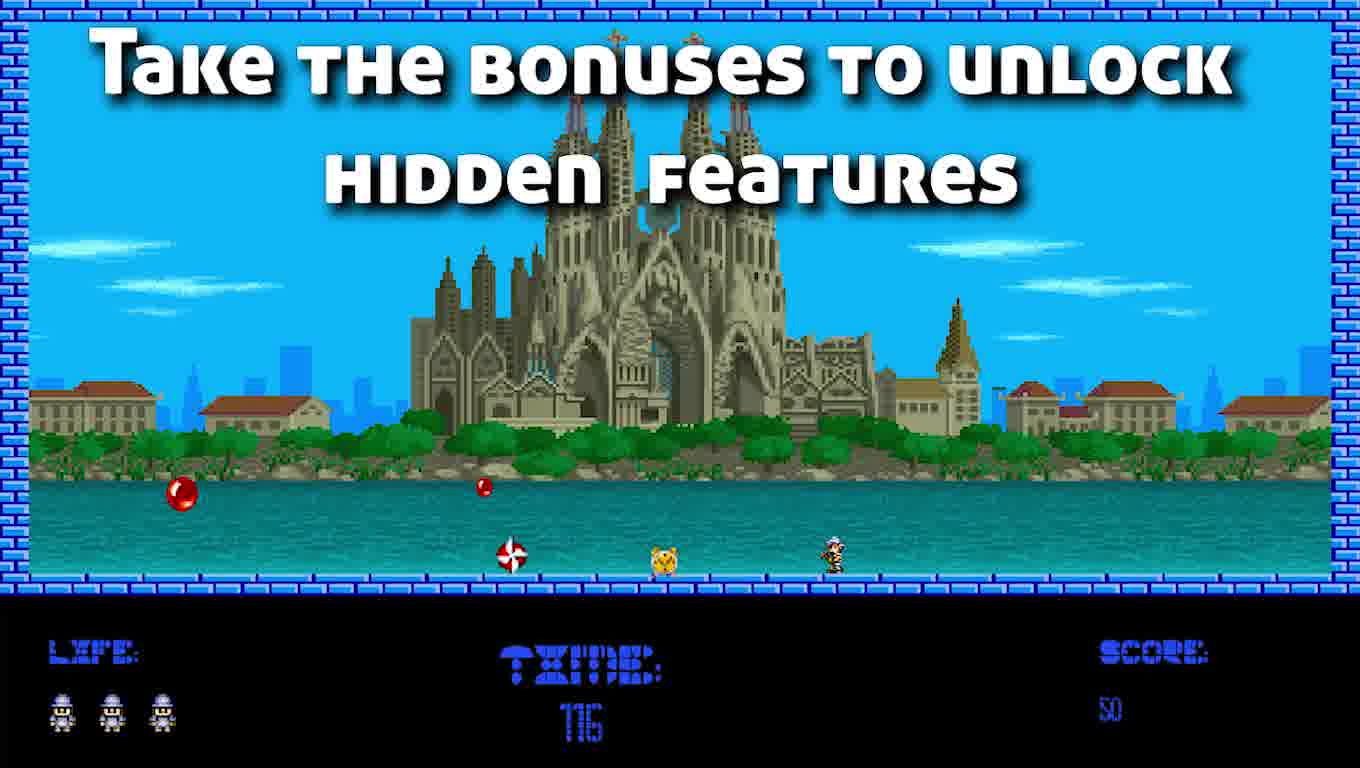 Take the bonuses to unlock
hidden features
LIFE:
TIME:
SCORE:
116
50